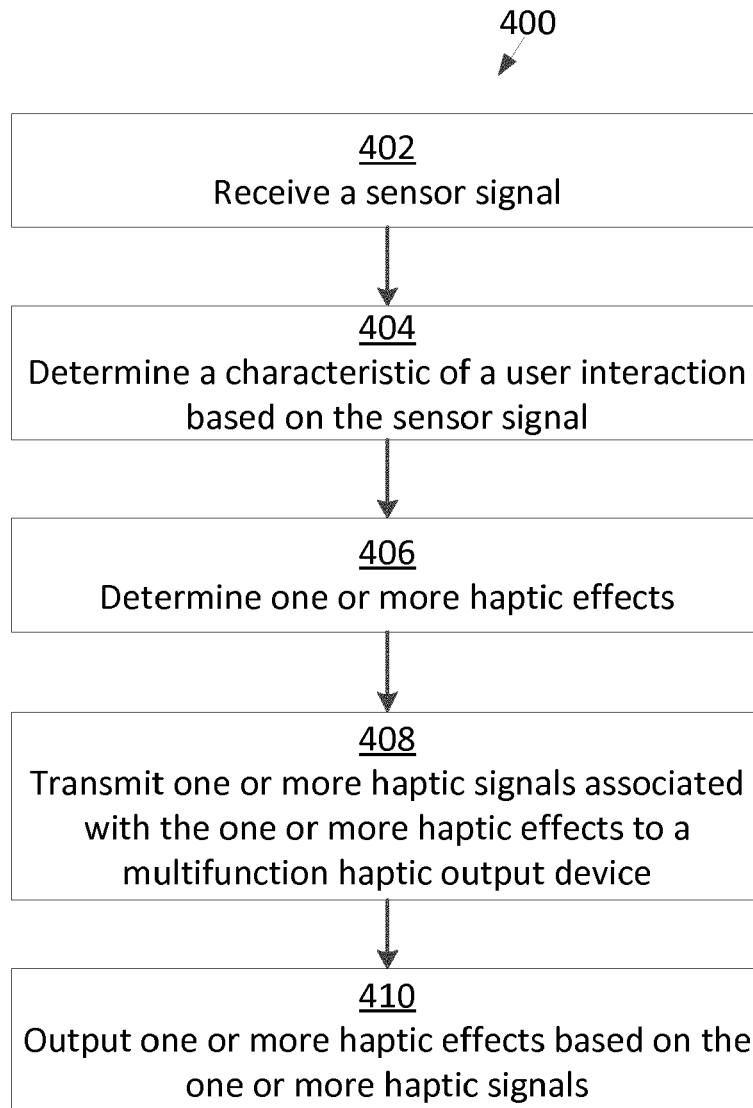 400
402
Receive a sensor signal
404
Determine a characteristic of a user interaction
based on the sensor signal
406
Determine one or more haptic effects
408
Transmit one or more haptic signals associated
with the one or more haptic effects to a
multifunction haptic output device
410
Output one or more haptic effects based on the
one or more haptic signals